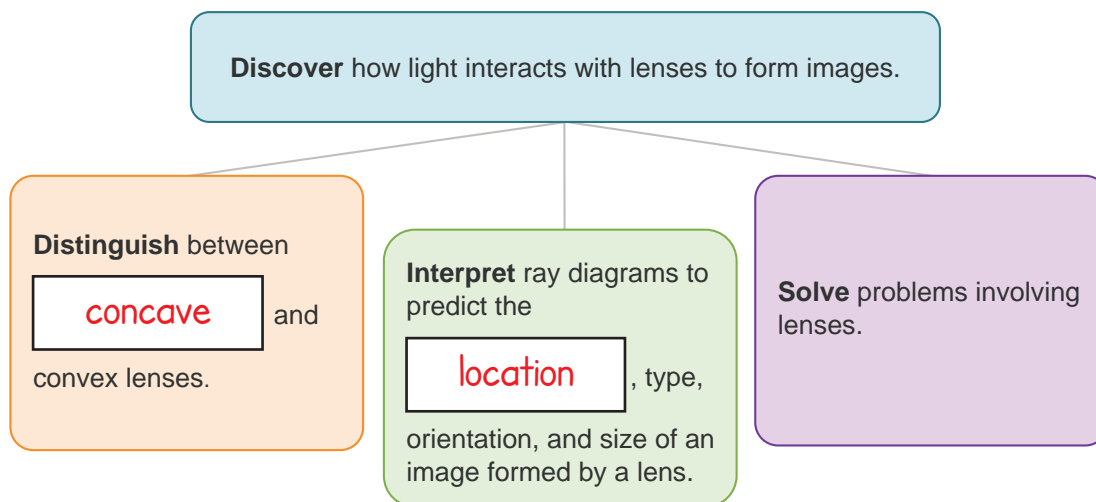 Discover how light interacts with lenses to form images.
Distinguish between
concave and
convex lenses.
Interpret ray diagrams to
predict the
location , type,
orientation, and size of an
image formed by a lens.
Solve problems involving
lenses.